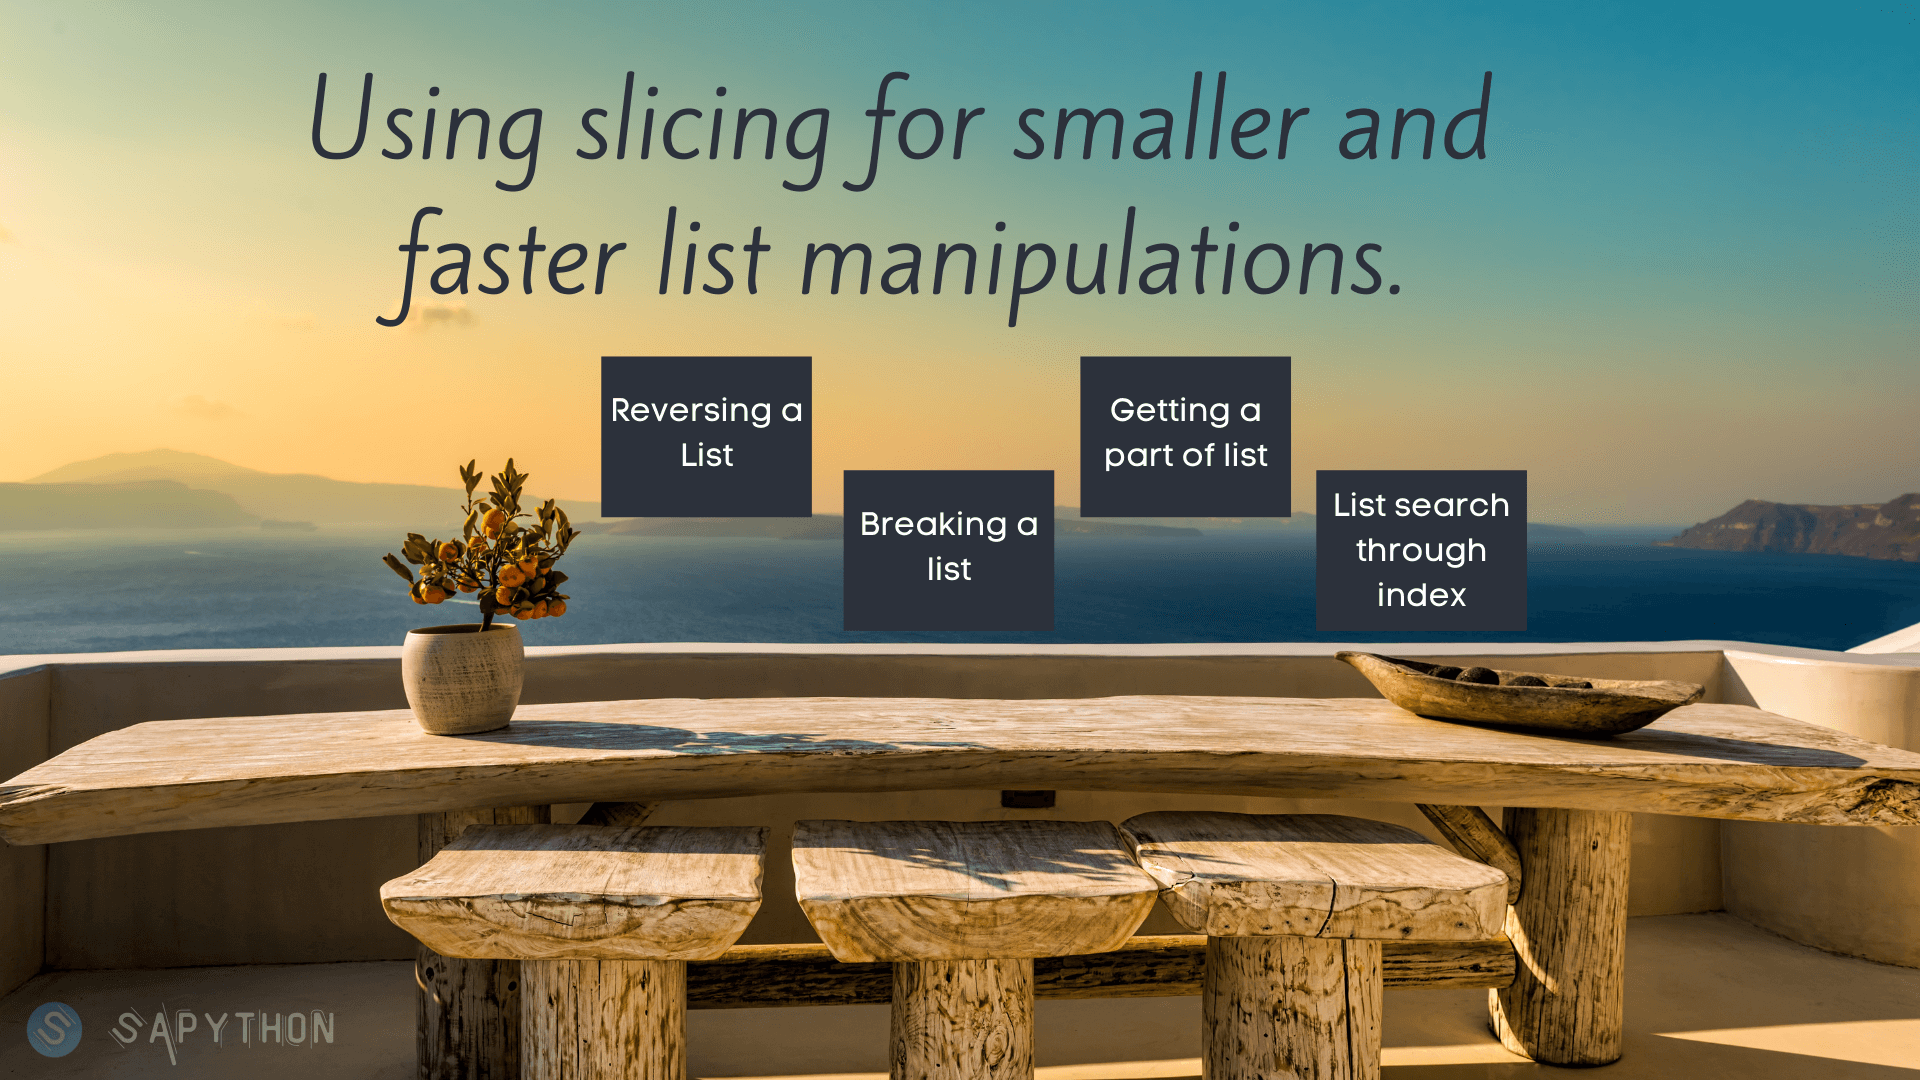 Using slicing for smaller and
faster list manipulations.
Reversing a
List
Breaking a
list
Getting a
part of list
List search
through
index
S SAPYTHON